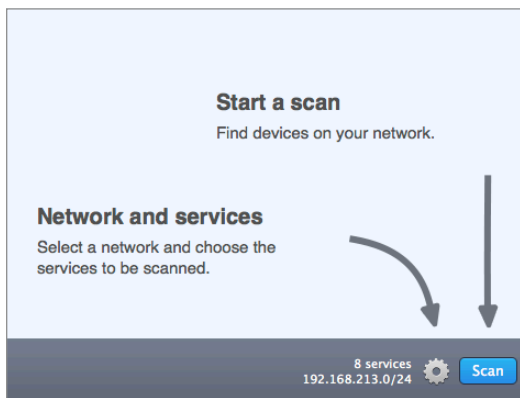 Start a scan
Find devices on your network.
Network and services
Select a network and choose the
services to be scanned.
8 services
192.168.213.0/24
Scan